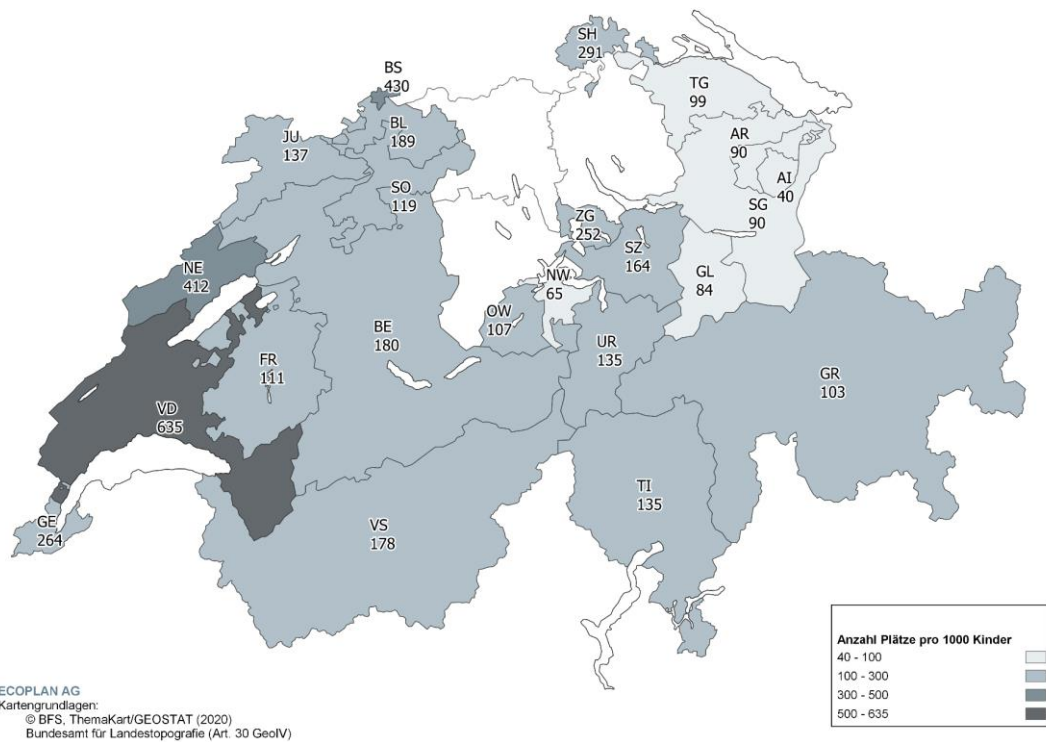 SH
291
BS
430
TG
99
BL
189
AR
90
JU
137
AI
40
SO
119
SG
90
ZG
252
SZ
164
NE
412
NW
65
GL
84
OW
107
BE
180
UR
135
FR
111
GR
103
VD
635
TI
135
GE
264
VS
178
Anzahl Plätze pro 1000 Kinder
40 - 100
100 - 300
300 - 500
500 - 635
ECOPLAN AG
Kartengrundlagen:
© BFS, ThemaKart/GEOSTAT (2020)
Bundesamt für Landestopografie (Art. 30 GeoIV)